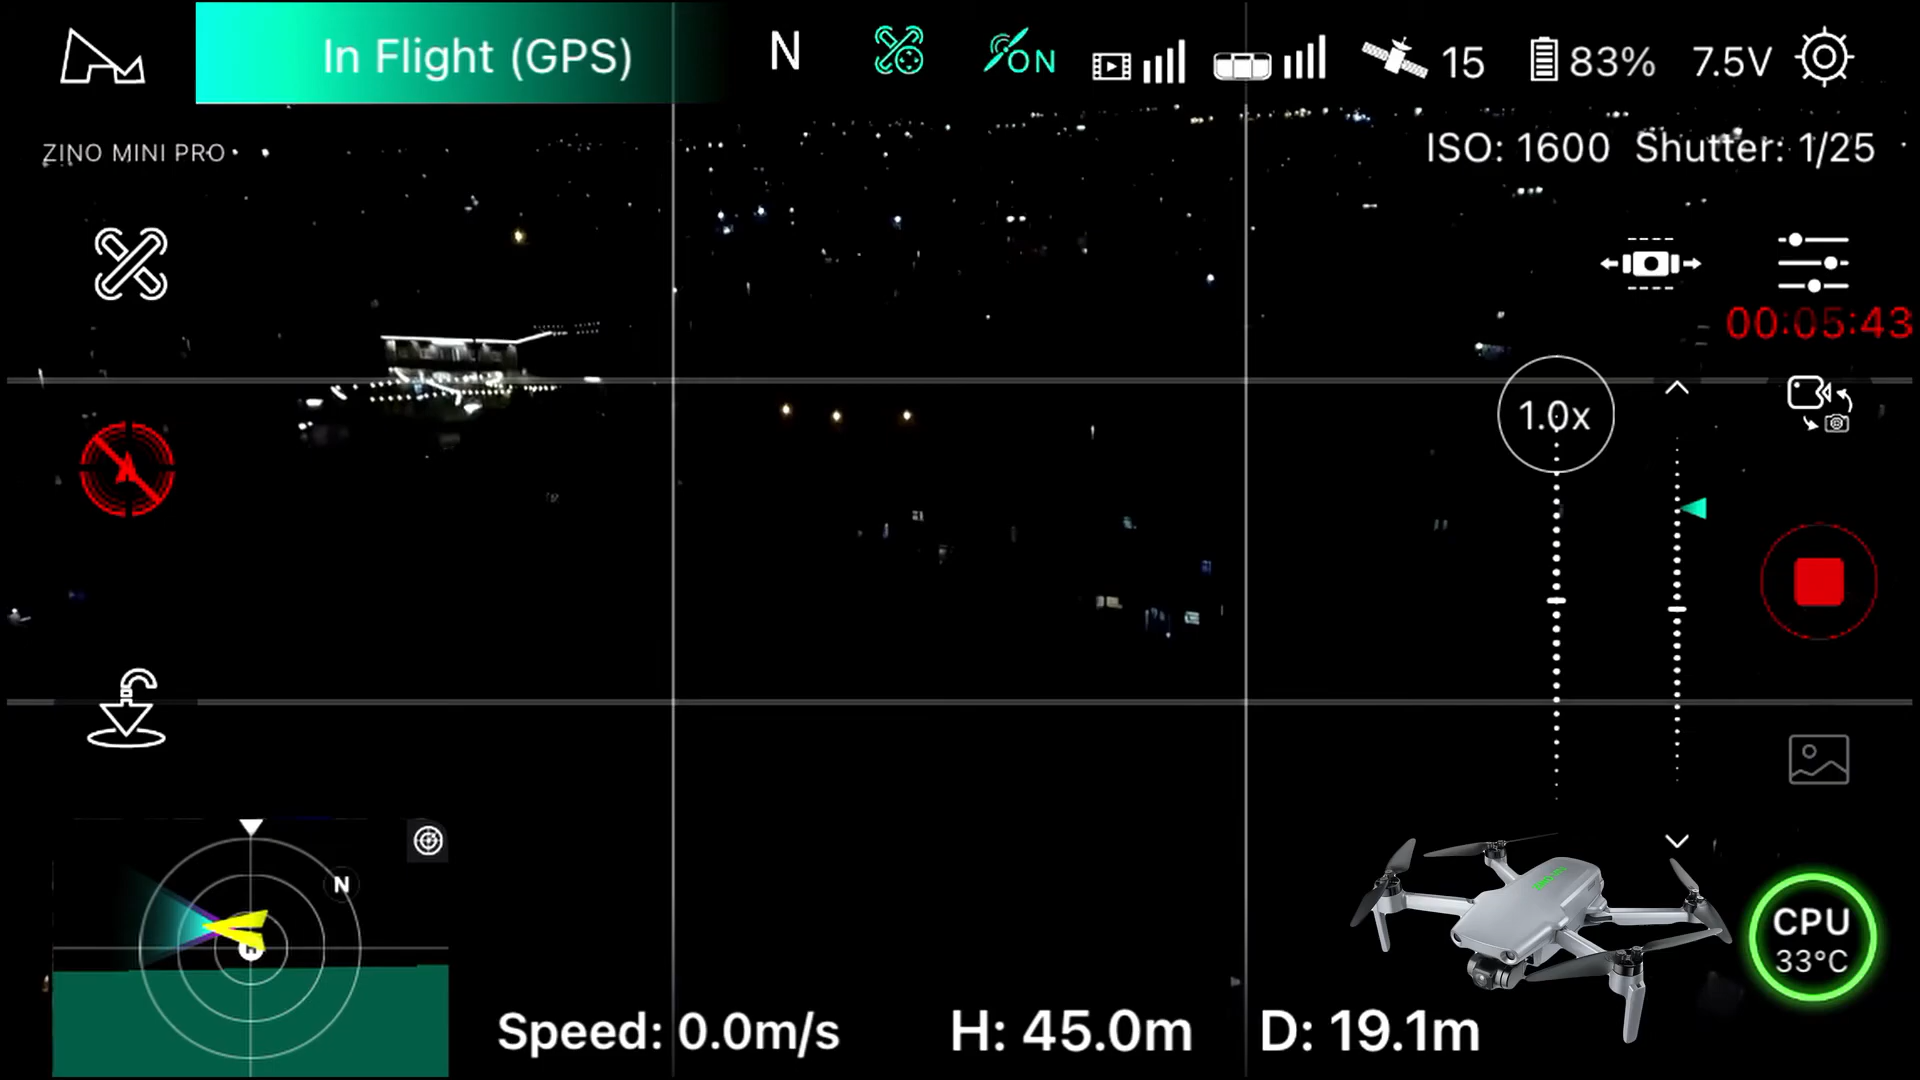 In Flight (GPS)
N
ON
15
83%
7.5V
ZINO MINI PRO
ISO: 1600
Shutter: 1/25
00:05:43
1.0x
N
H
CPU
33°C
Speed: 0.0m/s
H: 45.0m
D: 19.1m